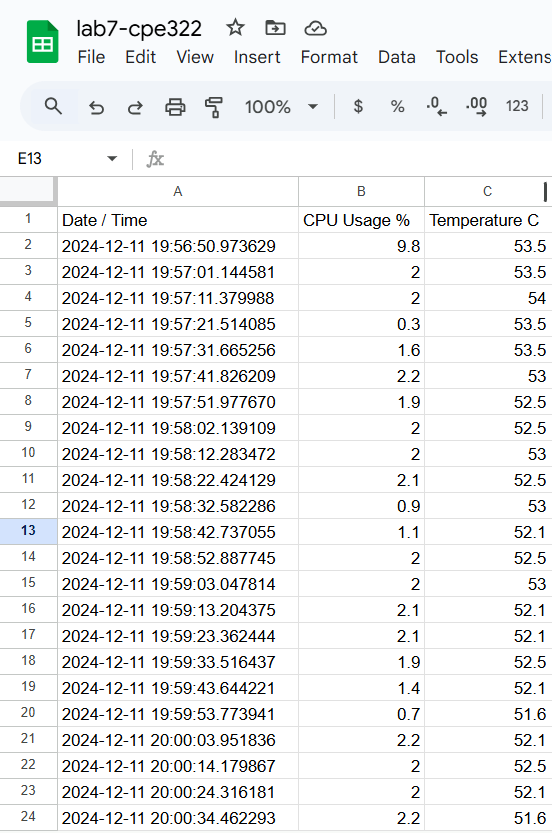 lab7-cpe322
File Edit View Insert Format Data Tools Extens
100% $ % .0 .00 123
E13 fx
A B C
1 Date / Time CPU Usage % Temperature C
2 2024-12-11 19:56:50.973629 9.8 53.5
3 2024-12-11 19:57:01.144581 2 53.5
4 2024-12-11 19:57:11.379988 2 54
5 2024-12-11 19:57:21.514085 0.3 53.5
6 2024-12-11 19:57:31.665256 1.6 53.5
7 2024-12-11 19:57:41.826209 2.2 53
8 2024-12-11 19:57:51.977670 1.9 52.5
9 2024-12-11 19:58:02.139109 2 52.5
10 2024-12-11 19:58:12.283472 2 53
11 2024-12-11 19:58:22.424129 2.1 52.5
12 2024-12-11 19:58:32.582286 0.9 53
13 2024-12-11 19:58:42.737055 1.1 52.1
14 2024-12-11 19:58:52.887745 2 52.5
15 2024-12-11 19:59:03.047814 2 53
16 2024-12-11 19:59:13.204375 2.1 52.1
17 2024-12-11 19:59:23.362444 2.1 52.1
18 2024-12-11 19:59:33.516437 1.9 52.5
19 2024-12-11 19:59:43.644221 1.4 52.1
20 2024-12-11 19:59:53.773941 0.7 51.6
21 2024-12-11 20:00:03.951836 2.2 52.1
22 2024-12-11 20:00:14.179867 2 52.5
23 2024-12-11 20:00:24.316181 2 52.1
24 2024-12-11 20:00:34.462293 2.2 51.6